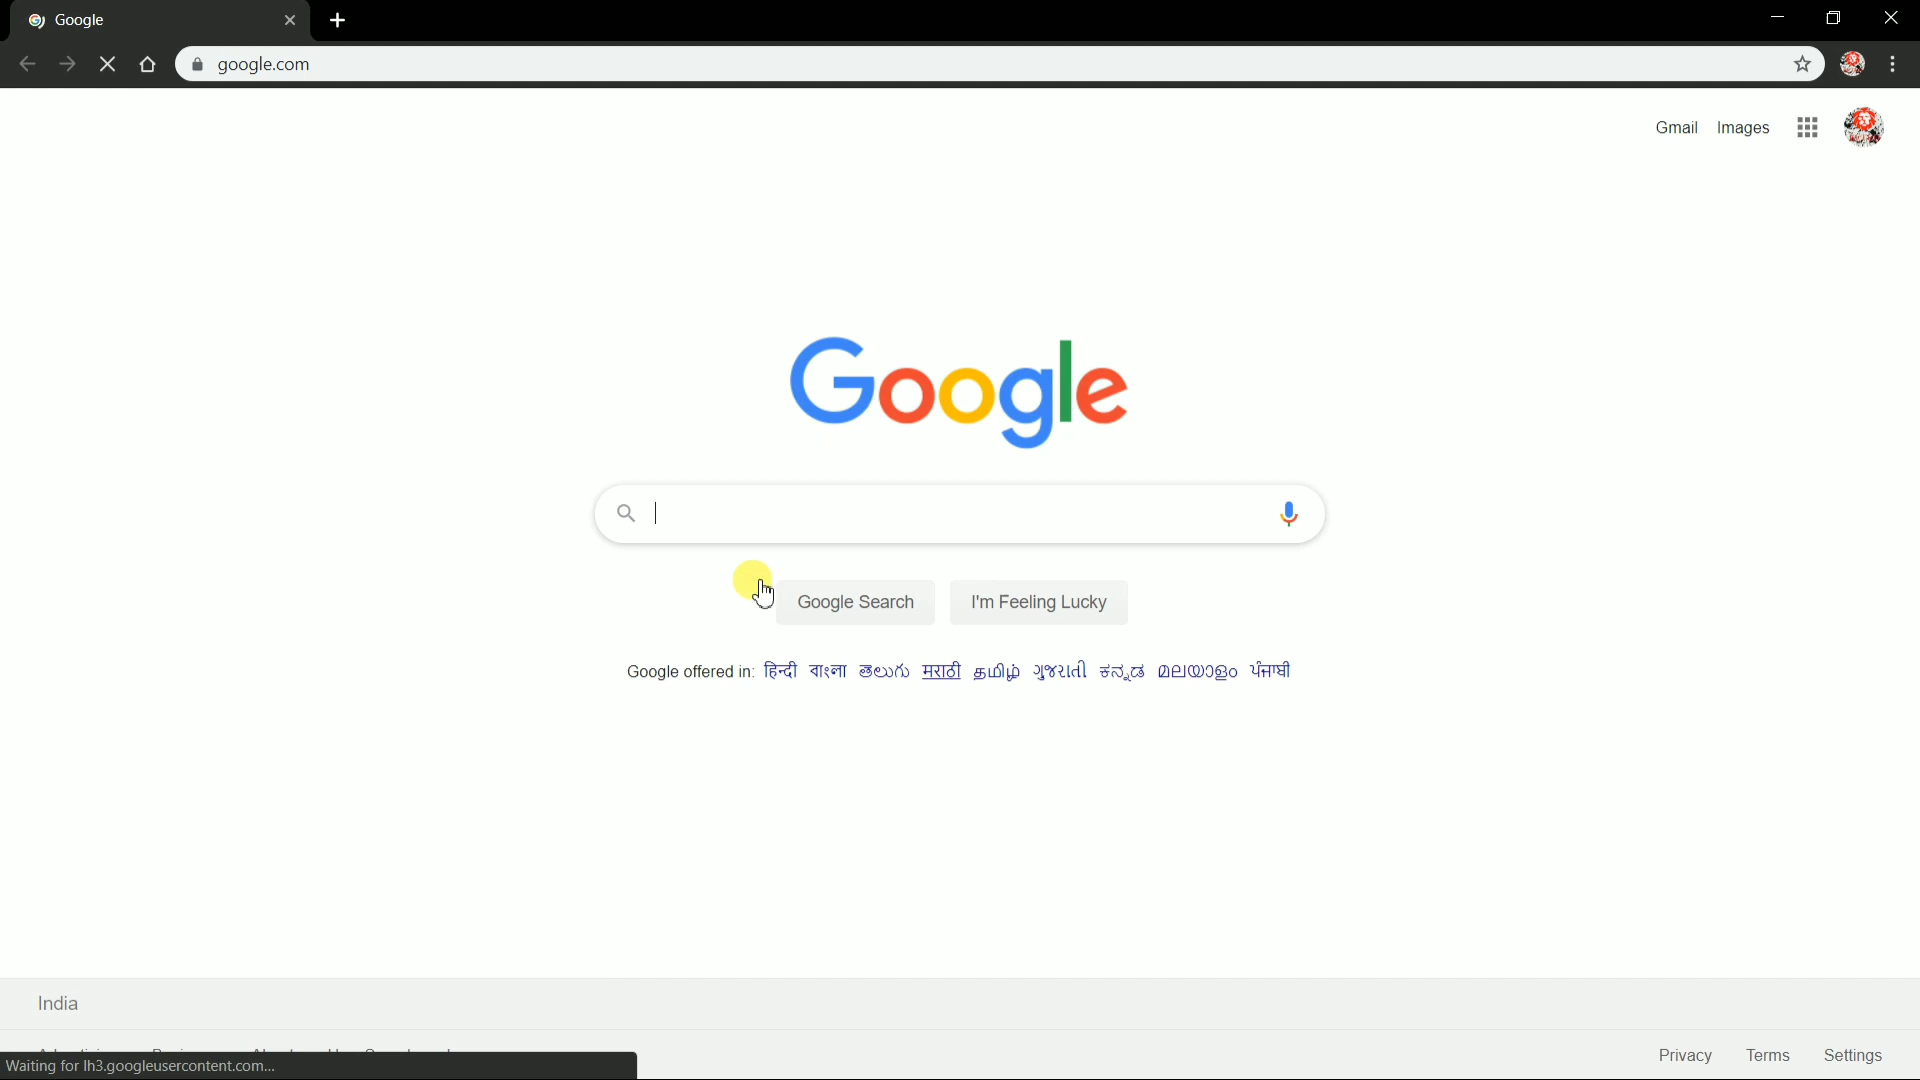 Google
google.com
Gmail Images
Google
Google Search I'm Feeling Lucky
Google offered in: हिन्दी বাংলা తెలుగు मराठी தமிழ் ગુજરાતી ಕನ್ನಡ മലയാളം ਪੰਜਾਬੀ
India
Privacy Terms Settings
Waiting for lh3.googleusercontent.com...